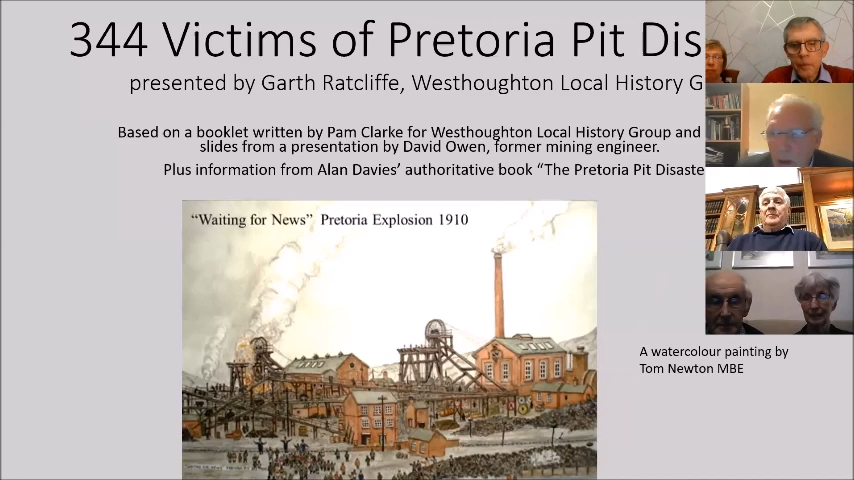 344 Victims of Pretoria Pit Dis
presented by Garth Ratcliffe, Westhoughton Local History G
Based on a booklet written by Pam Clarke for Westhoughton Local History Group and
slides from a presentation by David Owen, former mining engineer.
Plus information from Alan Davies’ authoritative book “The Pretoria Pit Disaste
“Waiting for News” Pretoria Explosion 1910
A watercolour painting by
Tom Newton MBE